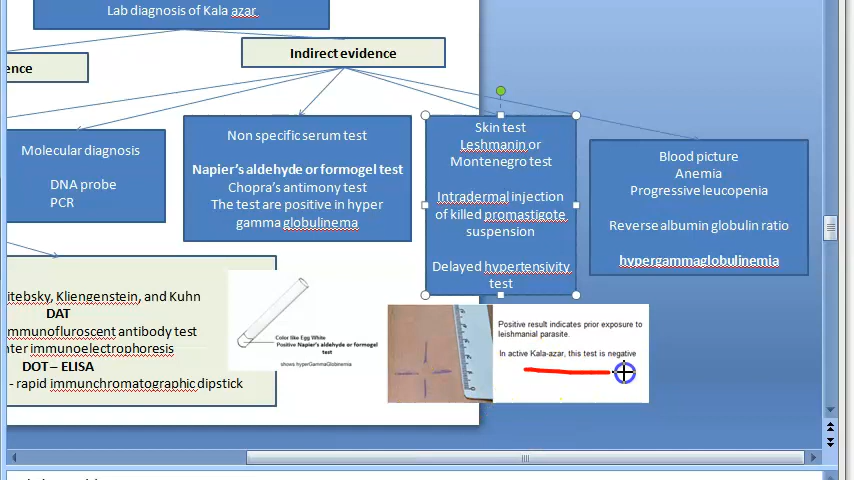 Lab diagnosis of Kala azar
Indirect evidence
ence
Molecular diagnosis
DNA probe
PCR
Non specific serum test
Napier's aldehyde or formogel test
Chopra's antimony test
The test are positive in hyper
gamma globulinema
Skin test
Leshmanin or
Montenegro test
Intradermal injection
of killed promastigote
suspension
Delayed hypertensivity
test
Blood picture
Anemia
Progressive leucopenia
Reverse albumin globulin ratio
hypergammaglobulinemia
itebsky, Kliengenstein, and Kuhn
DAT
mmunofluroscent antibody test
nter immunoelectrophoresis
DOT – ELISA
- rapid immunchromatographic dipstick
Color like Egg White
Positive Napier's aldehyde or formogel
test
shows hyperGammaGlobinemia
Positive result indicates prior exposure to
leishmanial parasite.
In active Kala-azar, this test is negative